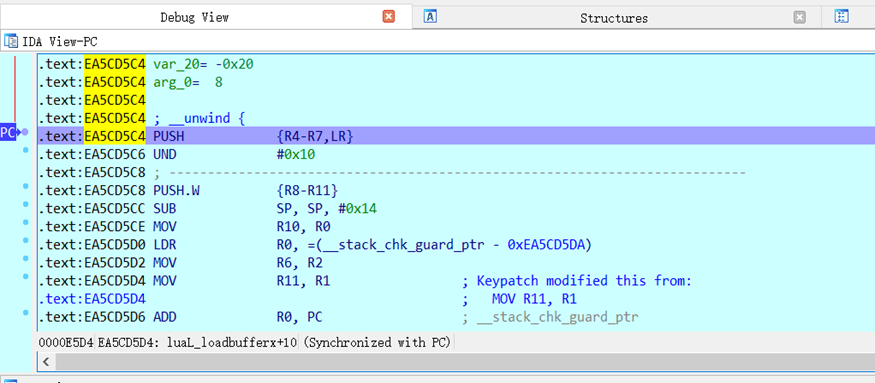 Debug View
Structures
IDA View-PC
.text:EA5CD5C4 var_20= -0x20
.text:EA5CD5C4 arg_0= 8
.text:EA5CD5C4
.text:EA5CD5C4 ; __unwind {
PC .text:EA5CD5C4 PUSH {R4-R7,LR}
.text:EA5CD5C6 UND #0x10
.text:EA5CD5C8 ; ---------------------------------------------------------------------------
.text:EA5CD5C8 PUSH.W {R8-R11}
.text:EA5CD5CC SUB SP, SP, #0x14
.text:EA5CD5CE MOV R10, R0
.text:EA5CD5D0 LDR R0, =(__stack_chk_guard_ptr - 0xEA5CD5DA)
.text:EA5CD5D2 MOV R6, R2
.text:EA5CD5D4 MOV R11, R1 ; Keypatch modified this from:
.text:EA5CD5D4 ; MOV R11, R1
.text:EA5CD5D6 ADD R0, PC ; __stack_chk_guard_ptr
0000E5D4 EA5CD5D4: luaL_loadbufferx+10 (Synchronized with PC)